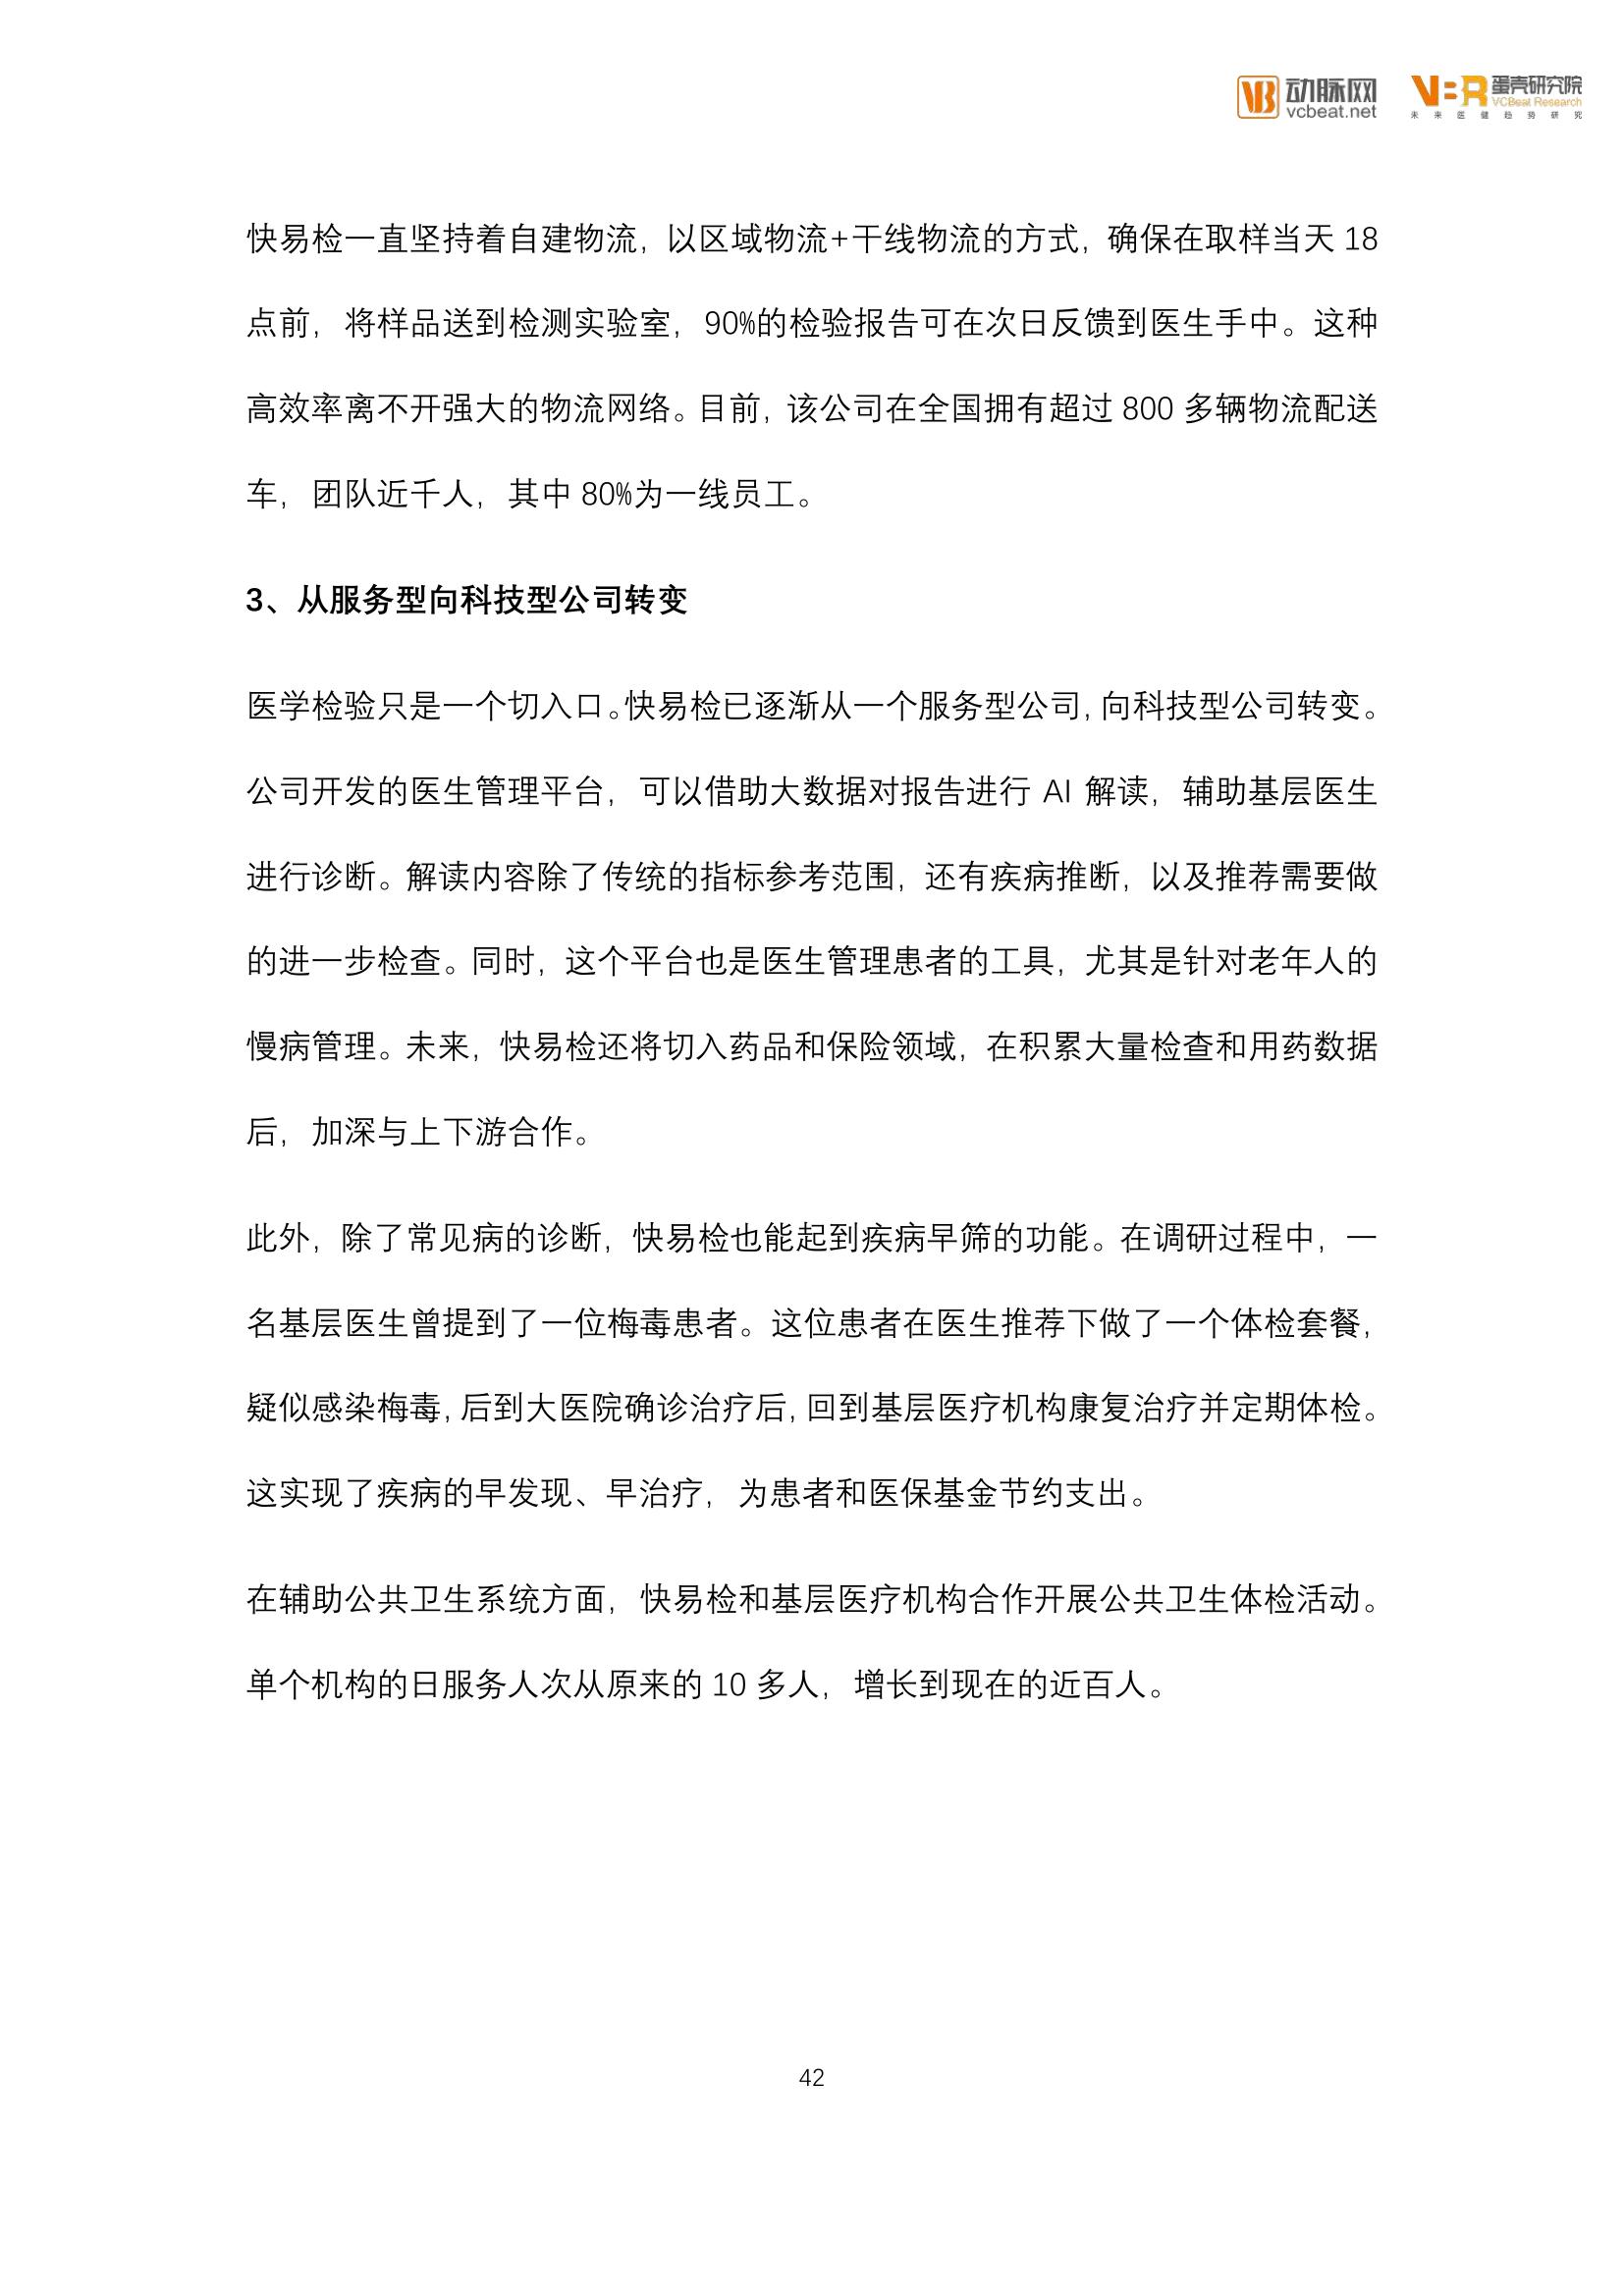 动脉网
vcbeat.net
VBR 蛋壳研究院
VCBeat Research
未来医健趋势研究
快易检一直坚持着自建物流，以区域物流+干线物流的方式，确保在取样当天 18
点前，将样品送到检测实验室，90%的检验报告可在次日反馈到医生手中。这种
高效率离不开强大的物流网络。目前，该公司在全国拥有超过 800 多辆物流配送
车，团队近千人，其中 80%为一线员工。
3、从服务型向科技型公司转变
医学检验只是一个切入口。快易检已逐渐从一个服务型公司，向科技型公司转变。
公司开发的医生管理平台，可以借助大数据对报告进行 AI 解读，辅助基层医生
进行诊断。解读内容除了传统的指标参考范围，还有疾病推断，以及推荐需要做
的进一步检查。同时，这个平台也是医生管理患者的工具，尤其是针对老年人的
慢病管理。未来，快易检还将切入药品和保险领域，在积累大量检查和用药数据
后，加深与上下游合作。
此外，除了常见病的诊断，快易检也能起到疾病早筛的功能。在调研过程中，一
名基层医生曾提到了一位梅毒患者。这位患者在医生推荐下做了一个体检套餐，
疑似感染梅毒，后到大医院确诊治疗后，回到基层医疗机构康复治疗并定期体检。
这实现了疾病的早发现、早治疗，为患者和医保基金节约支出。
在辅助公共卫生系统方面，快易检和基层医疗机构合作开展公共卫生体检活动。
单个机构的日服务人次从原来的 10 多人，增长到现在的近百人。
42